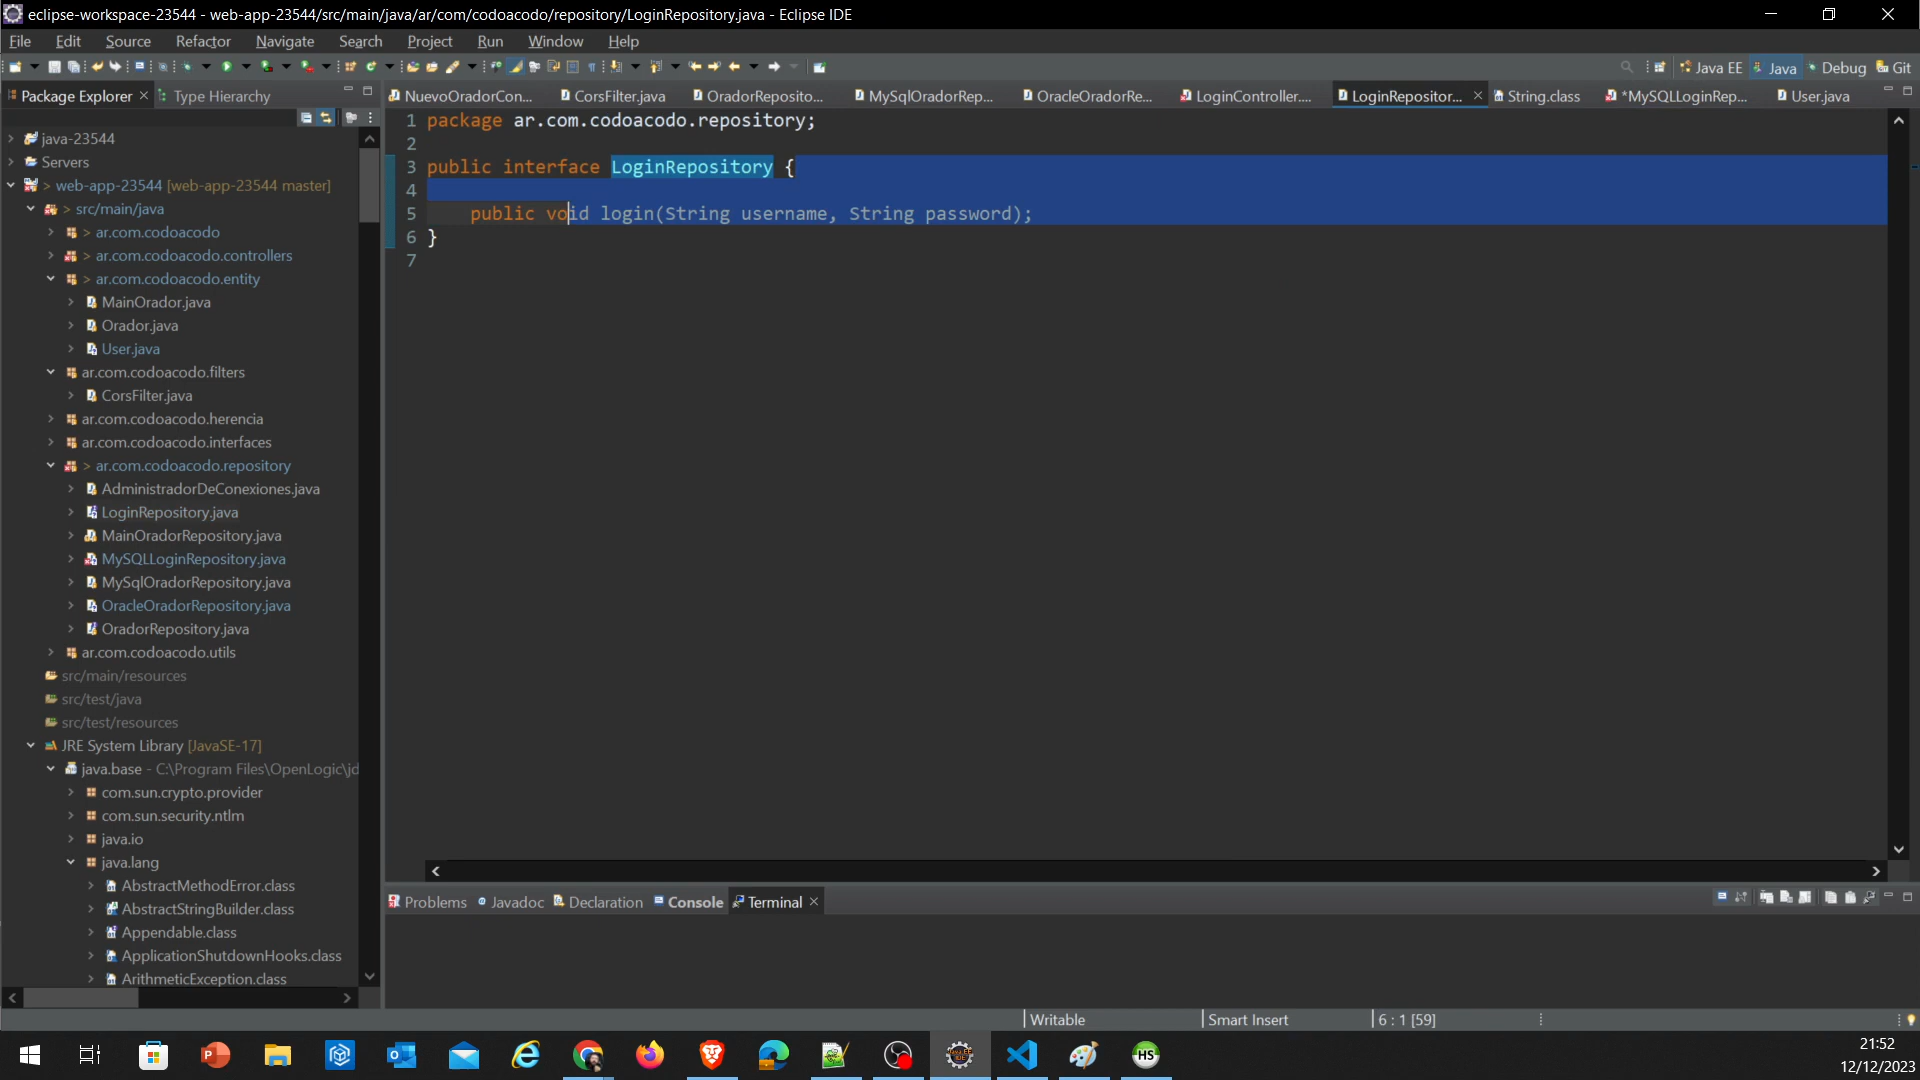 eclipse-workspace-23544 - web-app-23544/src/main/java/ar/com/codoacodo/repository/LoginRepository.java - Eclipse IDE
File Edit Source Refactor Navigate Search Project Run Window Help
Java EE Java Debug Git
Package Explorer Type Hierarchy
NuevoOradorCon... CorsFilter.java OradorReposito... MySqlOradorRep... OracleOradorRe... LoginController.... LoginRepositor... String.class *MySQLLoginRep... User.java
java-23544
Servers
> web-app-23544 [web-app-23544 master]
> src/main/java
> ar.com.codoacodo
> ar.com.codoacodo.controllers
> ar.com.codoacodo.entity
MainOrador.java
Orador.java
User.java
ar.com.codoacodo.filters
CorsFilter.java
ar.com.codoacodo.herencia
ar.com.codoacodo.interfaces
> ar.com.codoacodo.repository
AdministradorDeConexiones.java
LoginRepository.java
MainOradorRepository.java
MySQLLoginRepository.java
MySqlOradorRepository.java
OracleOradorRepository.java
OradorRepository.java
ar.com.codoacodo.utils
src/main/resources
src/test/java
src/test/resources
JRE System Library [JavaSE-17]
java.base - C:\Program Files\OpenLogic\jd
com.sun.crypto.provider
com.sun.security.ntlm
java.io
java.lang
AbstractMethodError.class
AbstractStringBuilder.class
Appendable.class
ApplicationShutdownHooks.class
ArithmeticException.class
1 package ar.com.codoacodo.repository;
2
3 public interface LoginRepository {
4
5 public void login(String username, String password);
6 }
7
Problems Javadoc Declaration Console Terminal
Writable Smart Insert 6 : 1 [59]
HS
21:52
12/12/2023